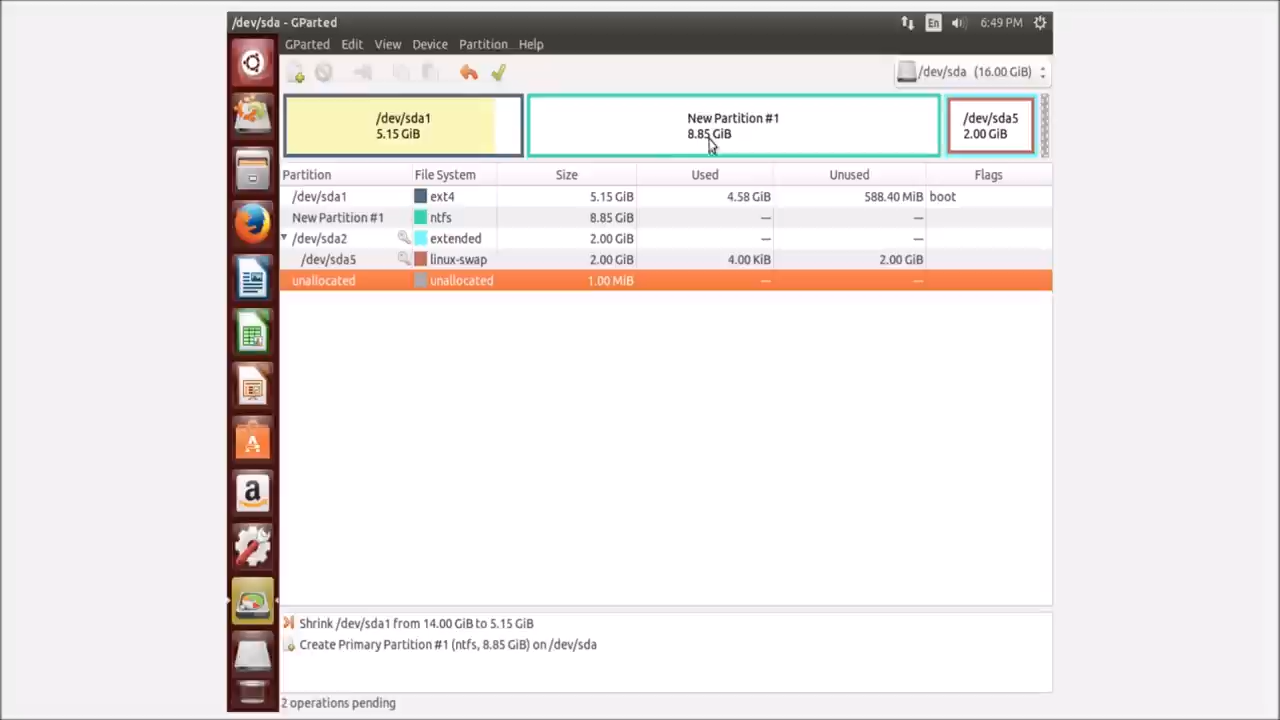 /dev/sda - GParted En 6:49 PM
GParted Edit View Device Partition Help
/dev/sda (16.00 GiB)
/dev/sda1
5.15 GiB
New Partition #1
8.85 GiB
/dev/sda5
2.00 GiB
Partition File System Size Used Unused Flags
/dev/sda1 ext4 5.15 GiB 4.58 GiB 588.40 MiB boot
New Partition #1 ntfs 8.85 GiB — —
/dev/sda2 extended 2.00 GiB — —
/dev/sda5 linux-swap 2.00 GiB 4.00 KiB 2.00 GiB
unallocated unallocated 1.00 MiB — —
Shrink /dev/sda1 from 14.00 GiB to 5.15 GiB
Create Primary Partition #1 (ntfs, 8.85 GiB) on /dev/sda
2 operations pending
A
a